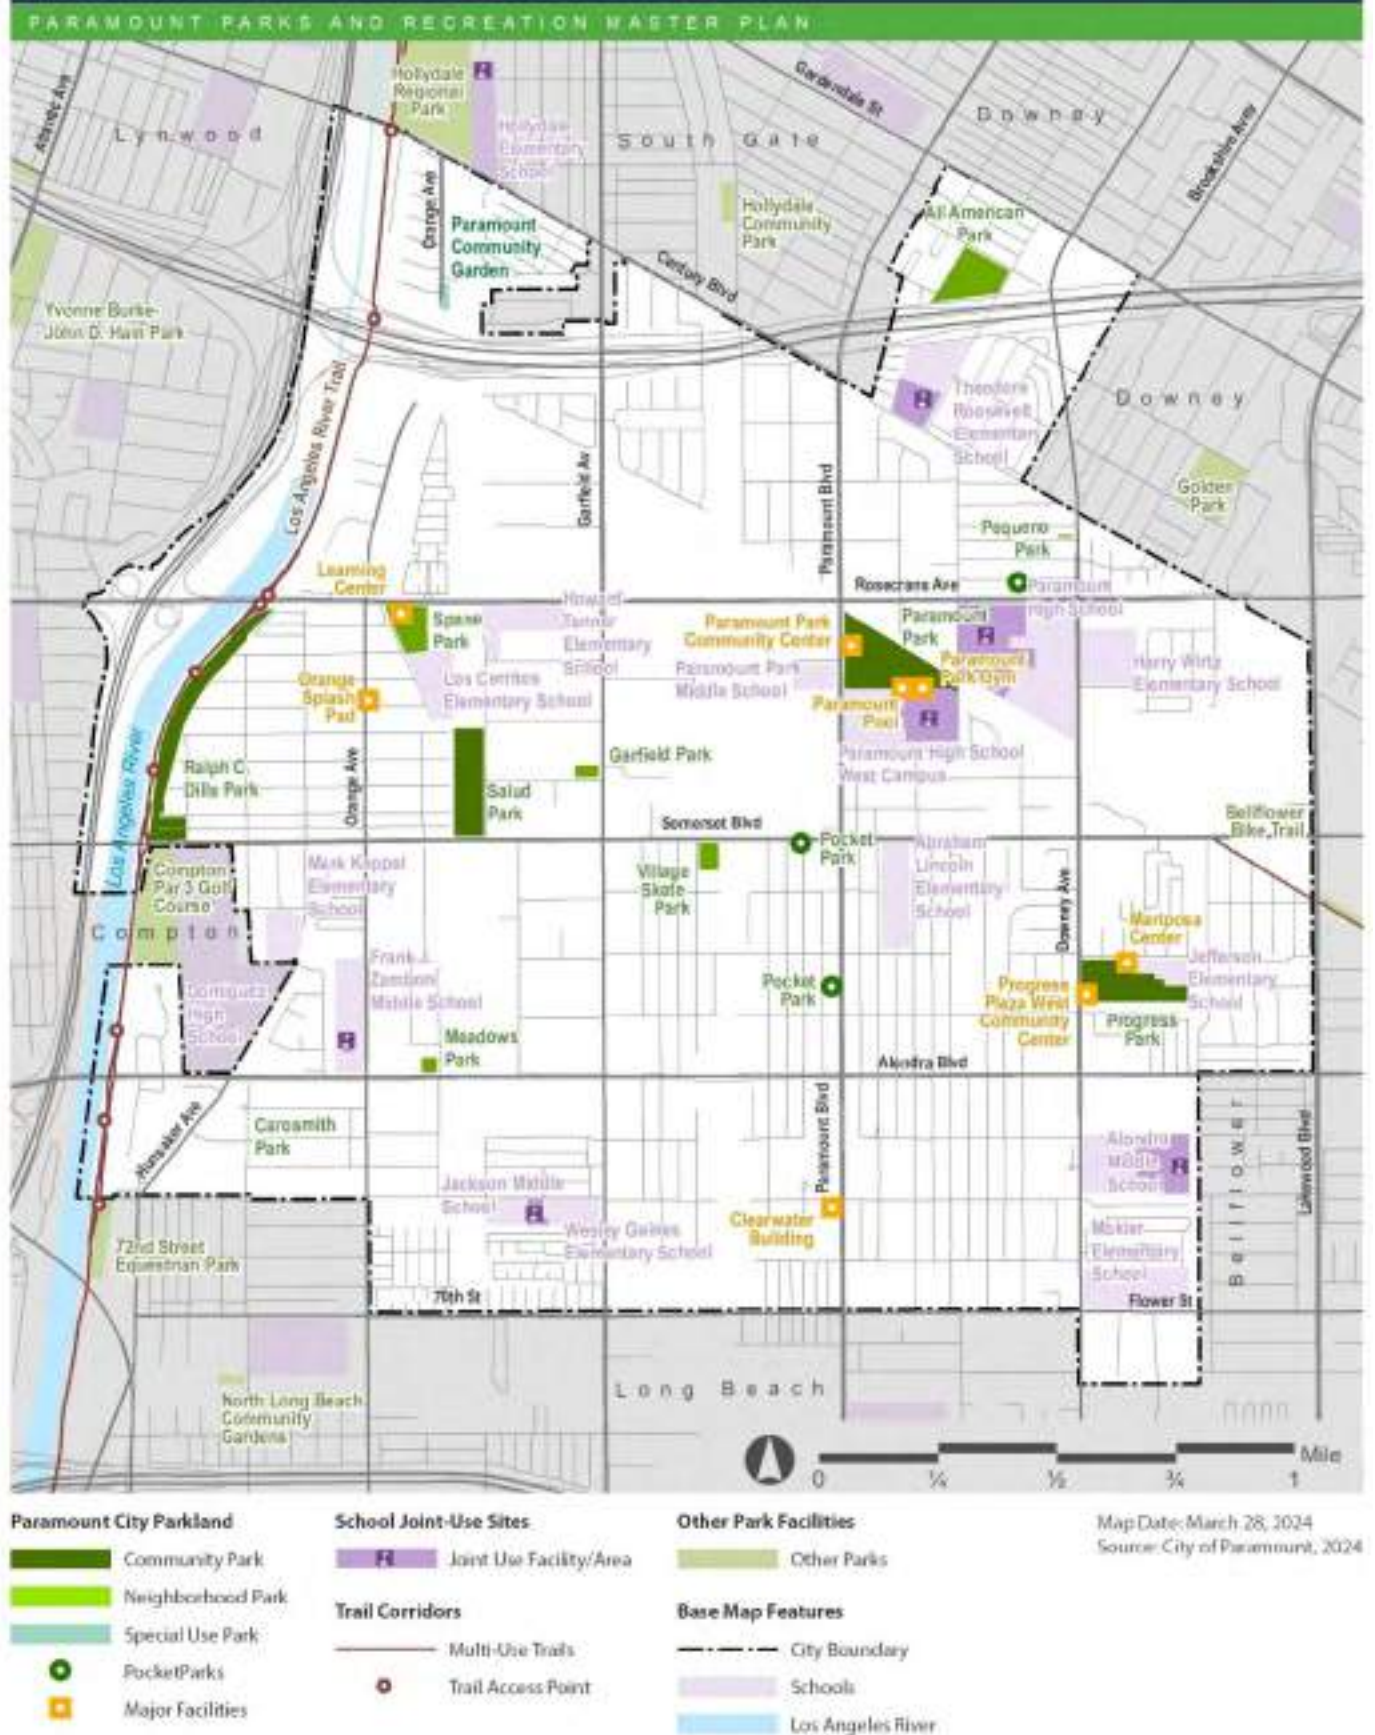 PARAMOUNT PARKS AND RECREATION MASTER PLAN
Atlantic Ave
Lynwood
Hollydale
Regional
Park
Hollydale
Elementary
School
South Gate
Gardendale St
Downey
Brookshire Avey
Orange Ave
Paramount
Community
Garden
Hollydale
Community
Park
Century Blvd
All American
Park
Yvonne Burke-
John D. Ham Park
Los Angeles River Trail
Theodore
Roosevelt
Elementary
School
Downey
Golden
Park
Garfield Av
Paramount Blvd
Pequeno
Park
Learning
Center
Rosecrans Ave
Paramount
High School
Spane
Park
Howard
Tanner
Elementary
School
Paramount Park
Community Center
Paramount
Park
Paramount
Park Gym
Harry Wirtz
Elementary School
Orange
Splash
Pad
Los Cerritos
Elementary School
Paramount Park
Middle School
Paramount
Pool
Paramount High School
West Campus
Ralph C.
Dills Park
Orange Ave
Salud
Park
Garfield Park
Los Angeles River
Somerset Blvd
Bellflower
Bike Trail
Pocket
Park
Compton
Par 3 Golf
Course
Mark Keppel
Elementary
School
Village
Skate
Park
Abraham
Lincoln
Elementary
School
Downey Ave
Compton
Mariposa
Center
Frank J.
Zamboni
Middle School
Pocket
Park
Progress
Plaza West
Community
Center
Jefferson
Elementary
School
Dominguez
High
School
Meadows
Park
Progress
Park
Alondra Blvd
Hunsaker Ave
Carosmith
Park
Paramount Blvd
Alondra
Middle
School
Bellflower
Lakewood Blvd
Jackson Middle
School
Wesley Gaines
Elementary School
Clearwater
Building
Mokler
Elementary
School
72nd Street
Equestrian Park
70th St
Flower St
Long Beach
North Long Beach
Community
Gardens
0 ¼ ½ ¾ 1 Mile
Paramount City Parkland
Community Park
Neighborhood Park
Special Use Park
PocketParks
Major Facilities
School Joint-Use Sites
Joint Use Facility/Area
Trail Corridors
Multi-Use Trails
Trail Access Point
Other Park Facilities
Other Parks
Base Map Features
City Boundary
Schools
Los Angeles River
Map Date: March 28, 2024
Source: City of Paramount, 2024